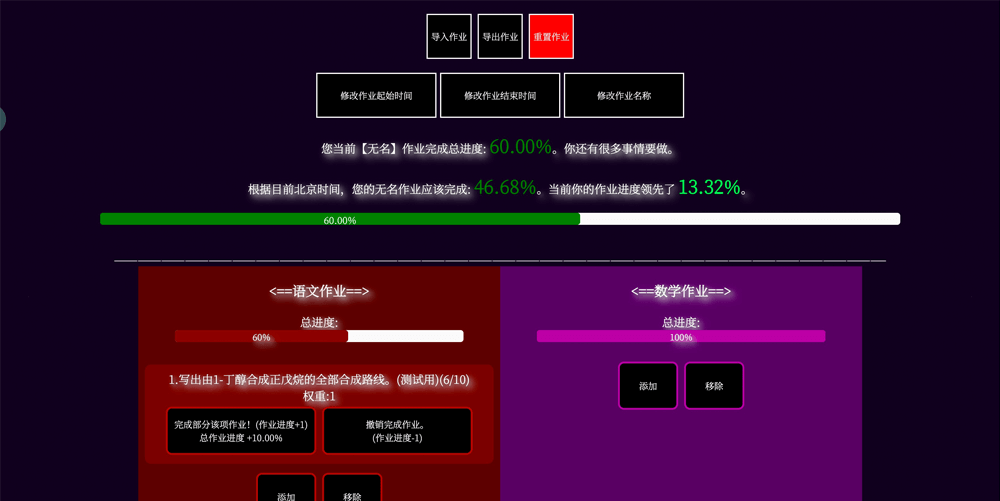 导入作业 导出作业 重置作业
修改作业起始时间 修改作业结束时间 修改作业名称
您当前【无名】作业完成总进度: 60.00%。你还有很多事情要做。
根据目前北京时间，您的无名作业应该完成: 46.68%。当前你的作业进度领先了 13.32%。
60.00%
<==语文作业==>
总进度:
60%
1.写出由1-丁醇合成正戊烷的全部合成路线。(测试用)(6/10)
权重:1
完成部分该项作业！(作业进度+1)
总作业进度 +10.00%
撤销完成作业。
(作业进度-1)
添加 移除
<==数学作业==>
总进度:
100%
添加 移除